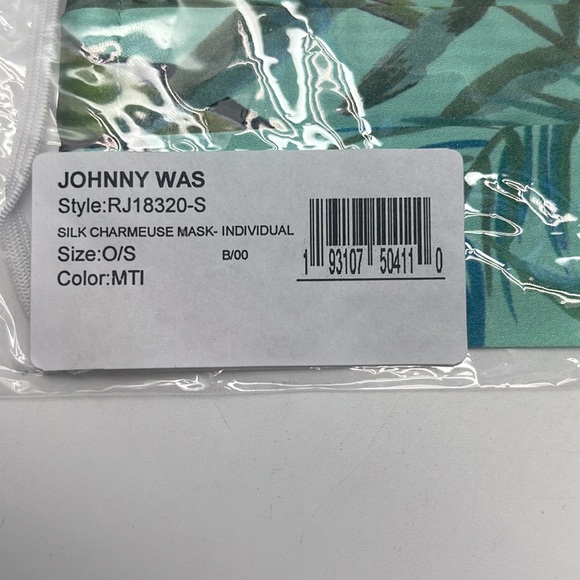 JOHNNY WAS
Style:RJ18320-S
SILK CHARMEUSE MASK- INDIVIDUAL
Size:O/S B/00
Color:MTI
1 93107 50411 0